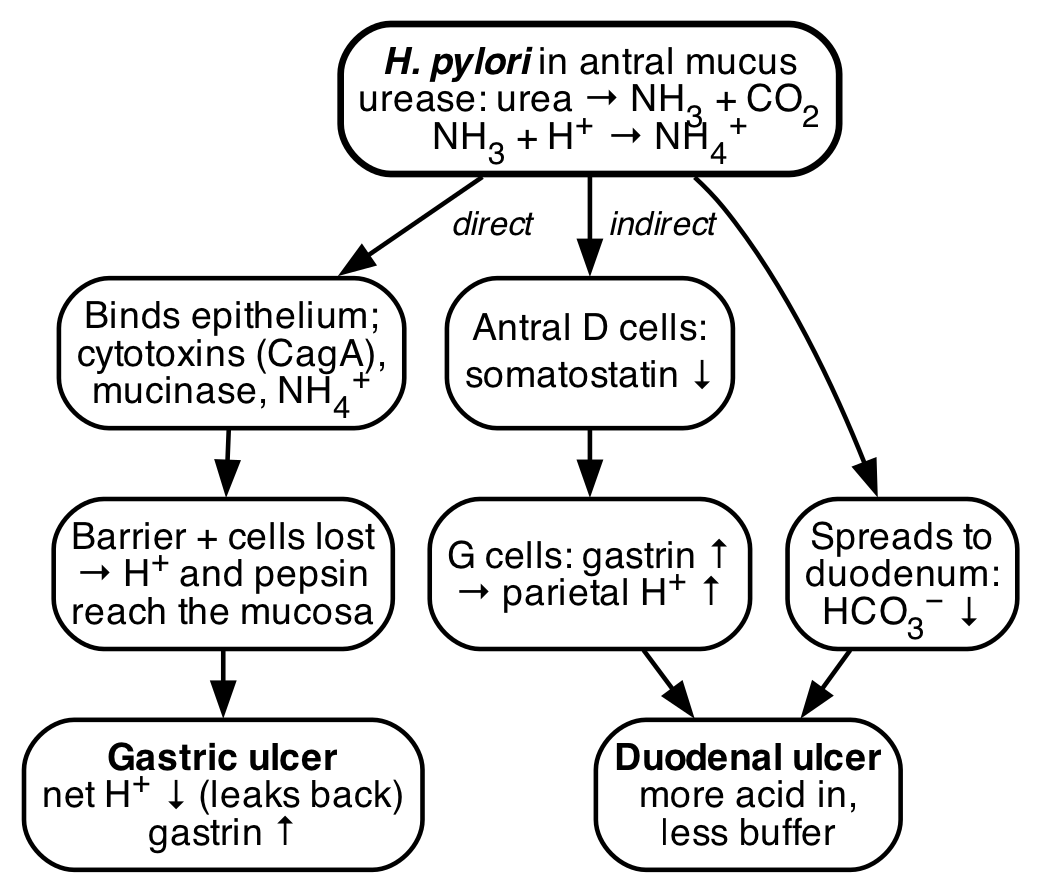 H. pylori in antral mucus
urease: urea → NH₃ + CO₂
NH₃ + H⁺ → NH₄⁺
direct
indirect
Binds epithelium;
cytotoxins (CagA),
mucinase, NH₄⁺
Antral D cells:
somatostatin ↓
Barrier + cells lost
→ H⁺ and pepsin
reach the mucosa
G cells: gastrin ↑
→ parietal H⁺ ↑
Spreads to
duodenum:
HCO₃⁻ ↓
Gastric ulcer
net H⁺ ↓ (leaks back)
gastrin ↑
Duodenal ulcer
more acid in,
less buffer